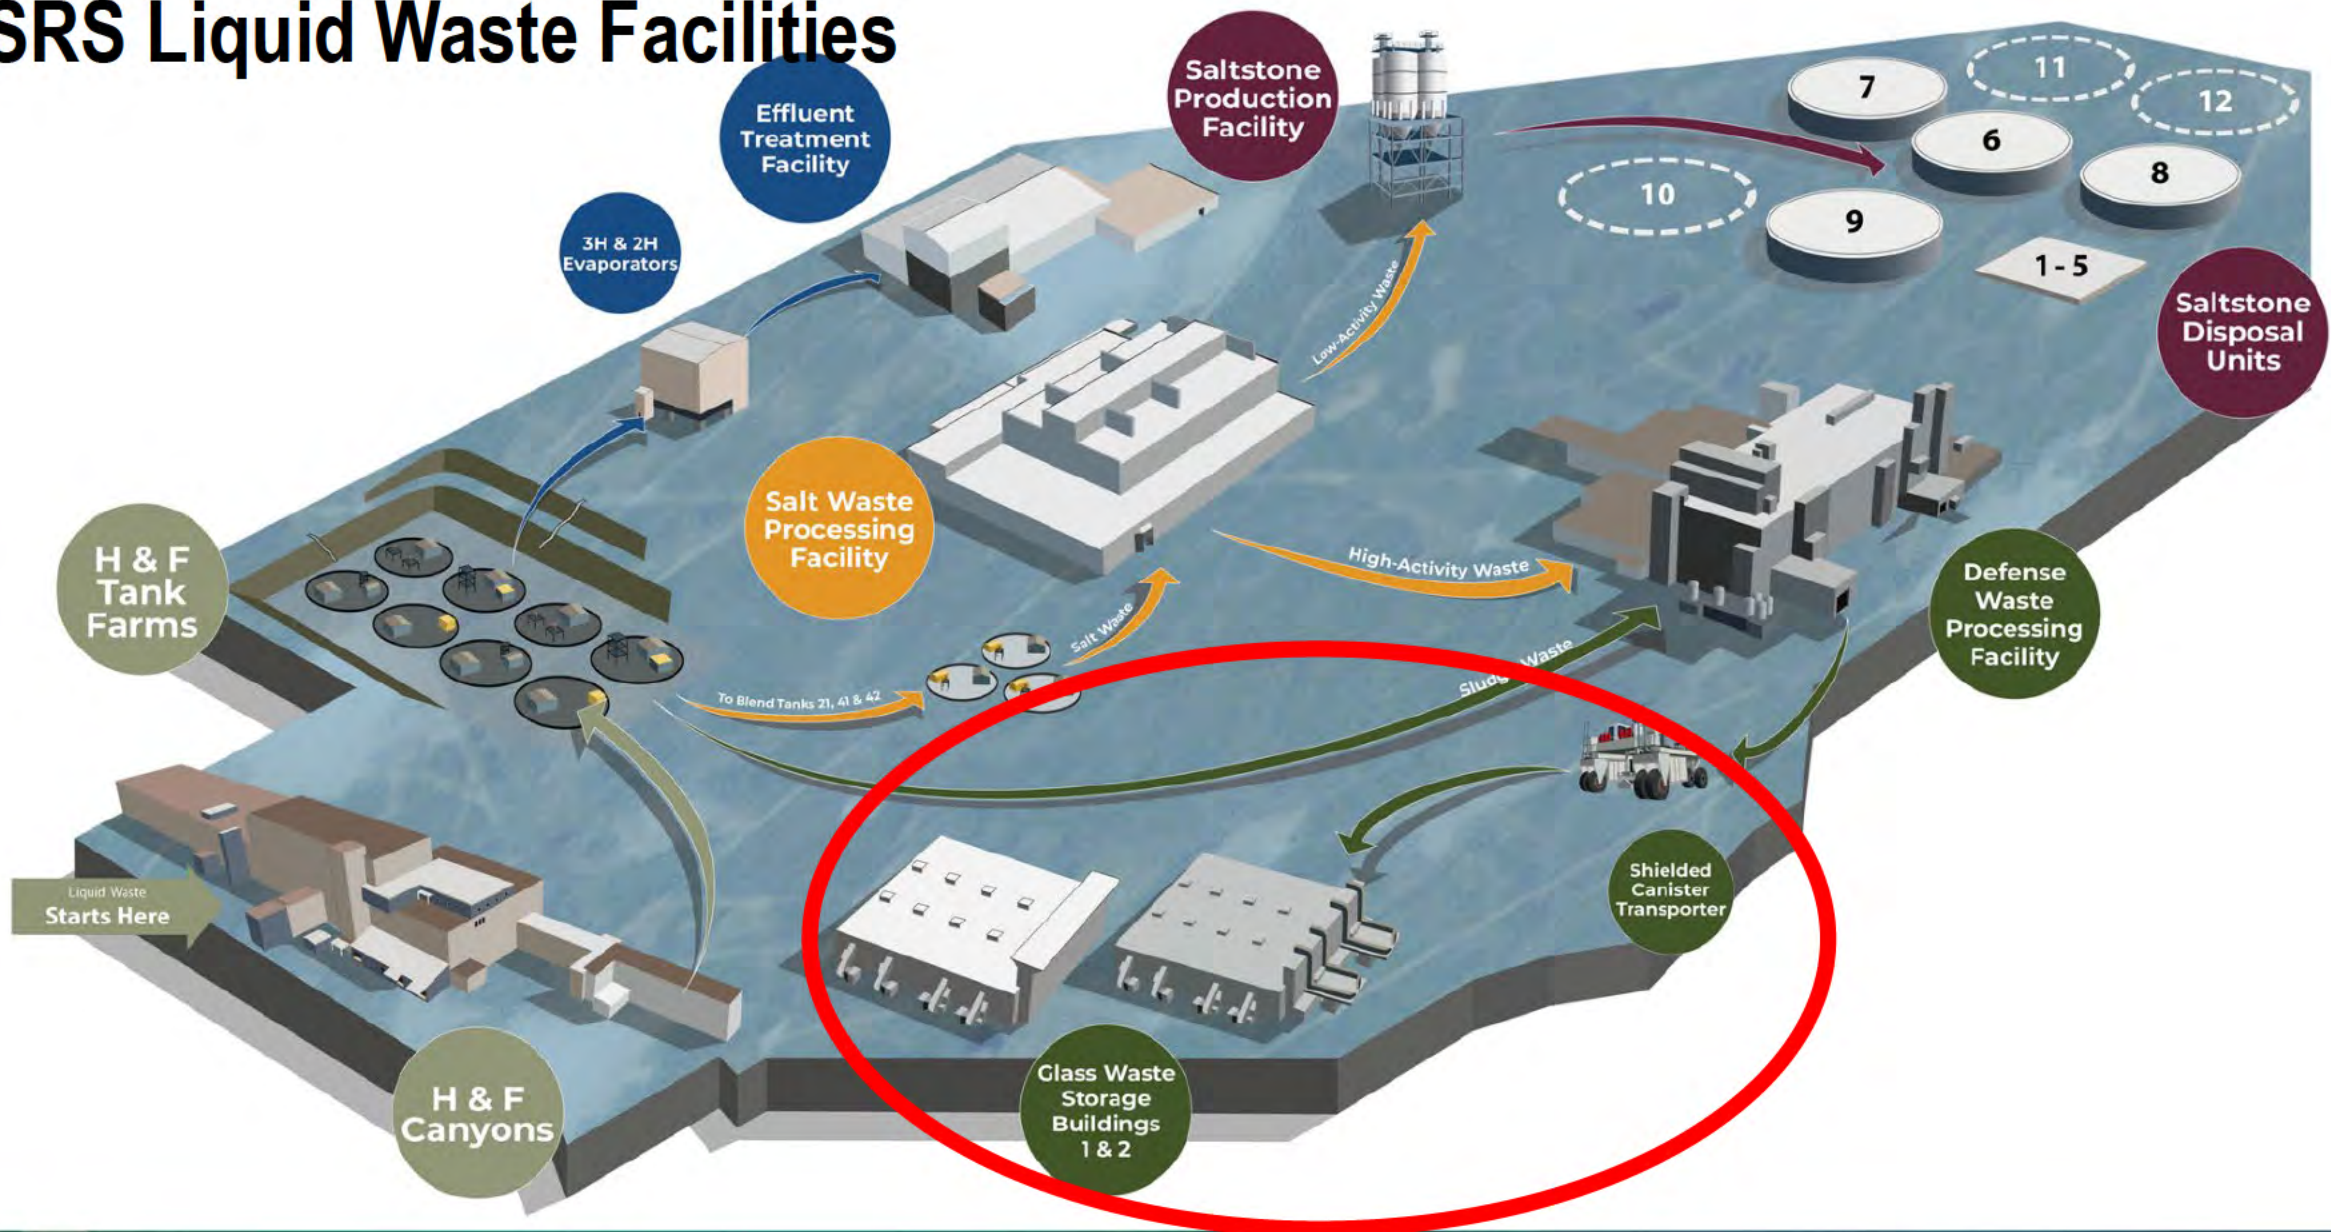 SRS Liquid Waste Facilities
Effluent
Treatment
Facility
3H & 2H
Evaporators
Saltstone
Production
Facility
7
11
12
6
10
8
9
1 - 5
Saltstone
Disposal
Units
Low-Activity Waste
Salt Waste
Processing
Facility
High-Activity Waste
H & F
Tank
Farms
Defense
Waste
Processing
Facility
Salt Waste
To Blend Tanks 21, 41 & 42
Sludge Waste
Liquid Waste
Starts Here
Shielded
Canister
Transporter
H & F
Canyons
Glass Waste
Storage
Buildings
1 & 2